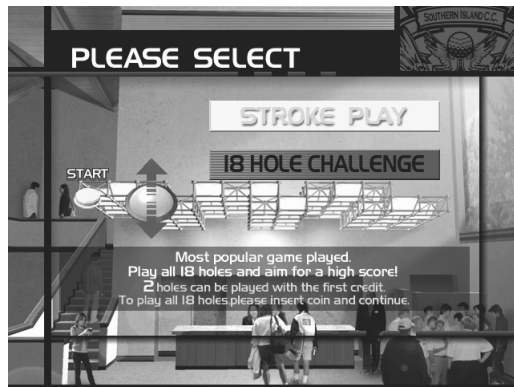 SOUTHERN ISLAND C.C.
PLEASE SELECT
STROKE PLAY
18 HOLE CHALLENGE
START
Most popular game played.
Play all 18 holes and aim for a high score!
2 holes can be played with the first credit.
To play all 18 holes,please insert coin and continue.